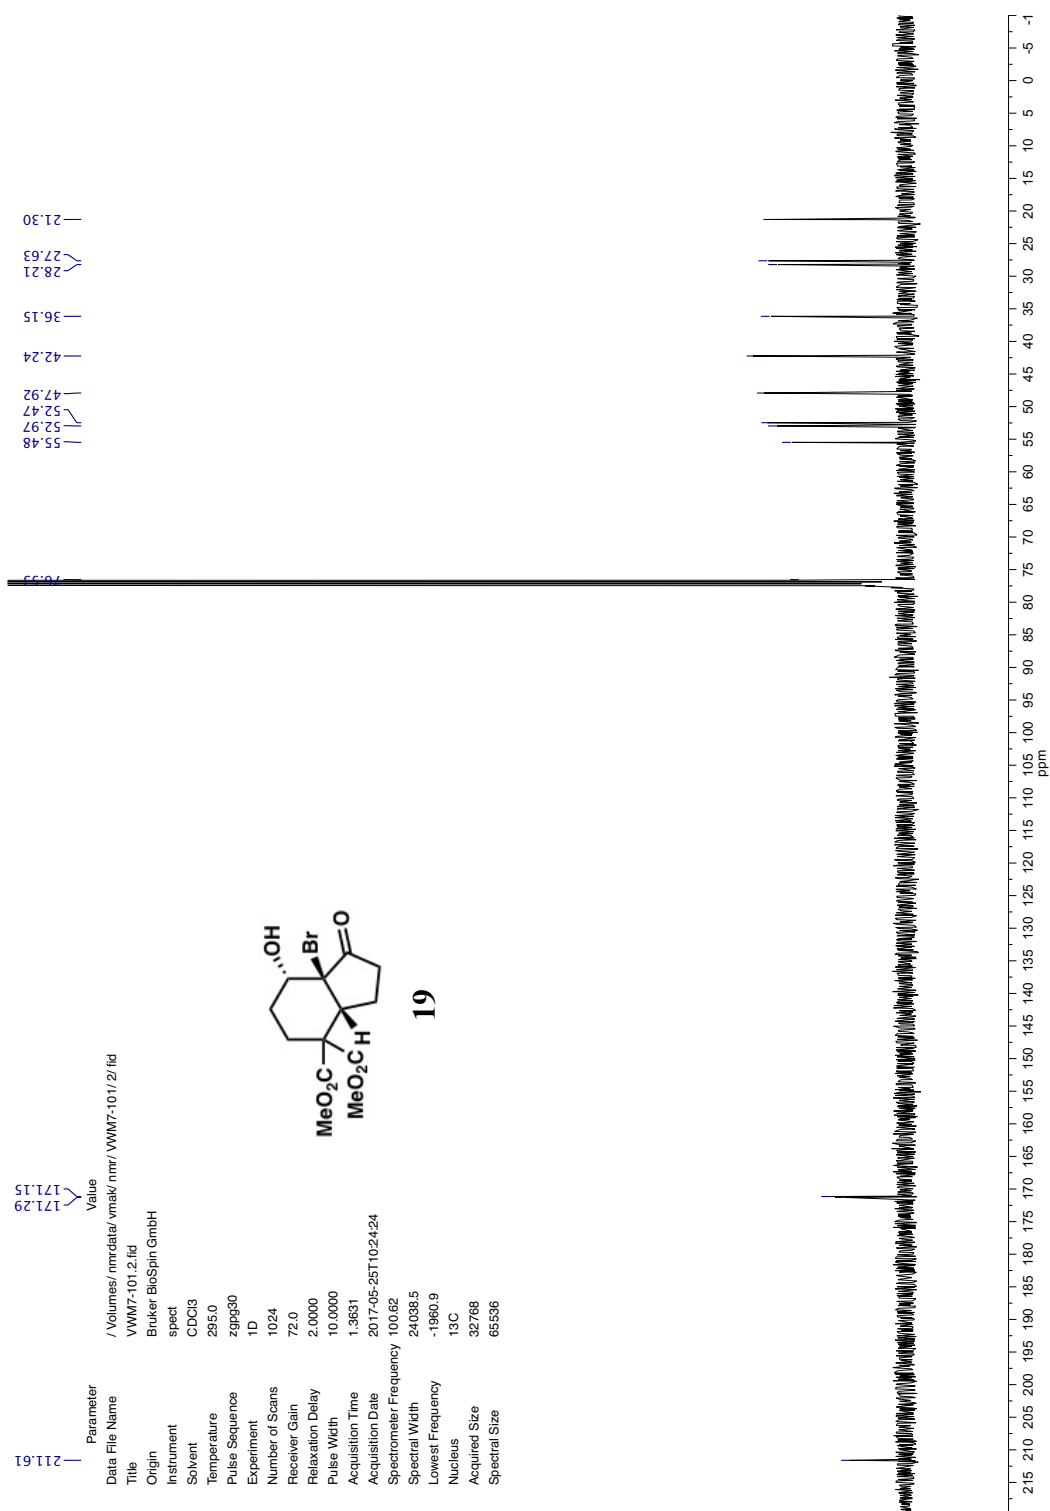 211.61
171.29
171.15
76.55
55.48
52.97
52.47
47.92
42.24
36.15
28.21
27.63
21.30
Parameter Value
Data File Name / Volumes/ nmrdata/ vmak/ nmr/ VWM7-101/ 2/ fid
Title VWM7-101.2.fid
Origin Bruker BioSpin GmbH
Instrument spect
Solvent CDCl3
Temperature 295.0
Pulse Sequence zgpg30
Experiment 1D
Number of Scans 1024
Receiver Gain 72.0
Relaxation Delay 2.0000
Pulse Width 10.0000
Acquisition Time 1.3631
Acquisition Date 2017-05-25T10:24:24
Spectrometer Frequency 100.62
Spectral Width 24038.5
Lowest Frequency -1960.9
Nucleus 13C
Acquired Size 32768
Spectral Size 65536
OH
Br
O
MeO₂C
MeO₂C H
19
215 210 205 200 195 190 185 180 175 170 165 160 155 150 145 140 135 130 125 120 115 110 105 100 95 90 85 80 75 70 65 60 55 50 45 40 35 30 25 20 15 10 5 0 -5 -1
ppm